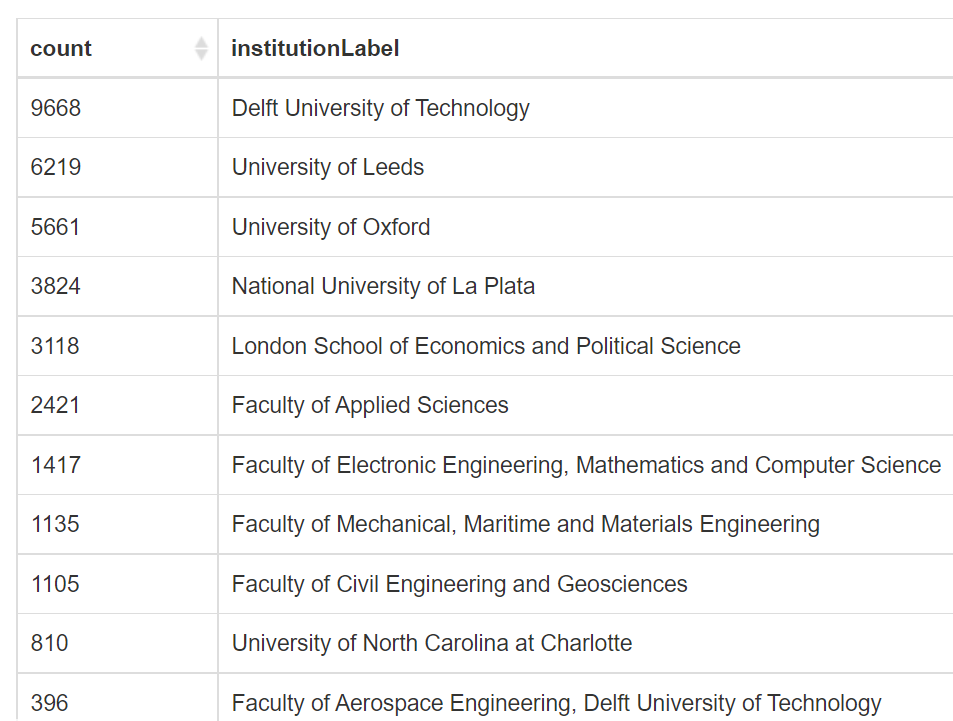 count institutionLabel
9668 Delft University of Technology
6219 University of Leeds
5661 University of Oxford
3824 National University of La Plata
3118 London School of Economics and Political Science
2421 Faculty of Applied Sciences
1417 Faculty of Electronic Engineering, Mathematics and Computer Science
1135 Faculty of Mechanical, Maritime and Materials Engineering
1105 Faculty of Civil Engineering and Geosciences
810 University of North Carolina at Charlotte
396 Faculty of Aerospace Engineering, Delft University of Technology